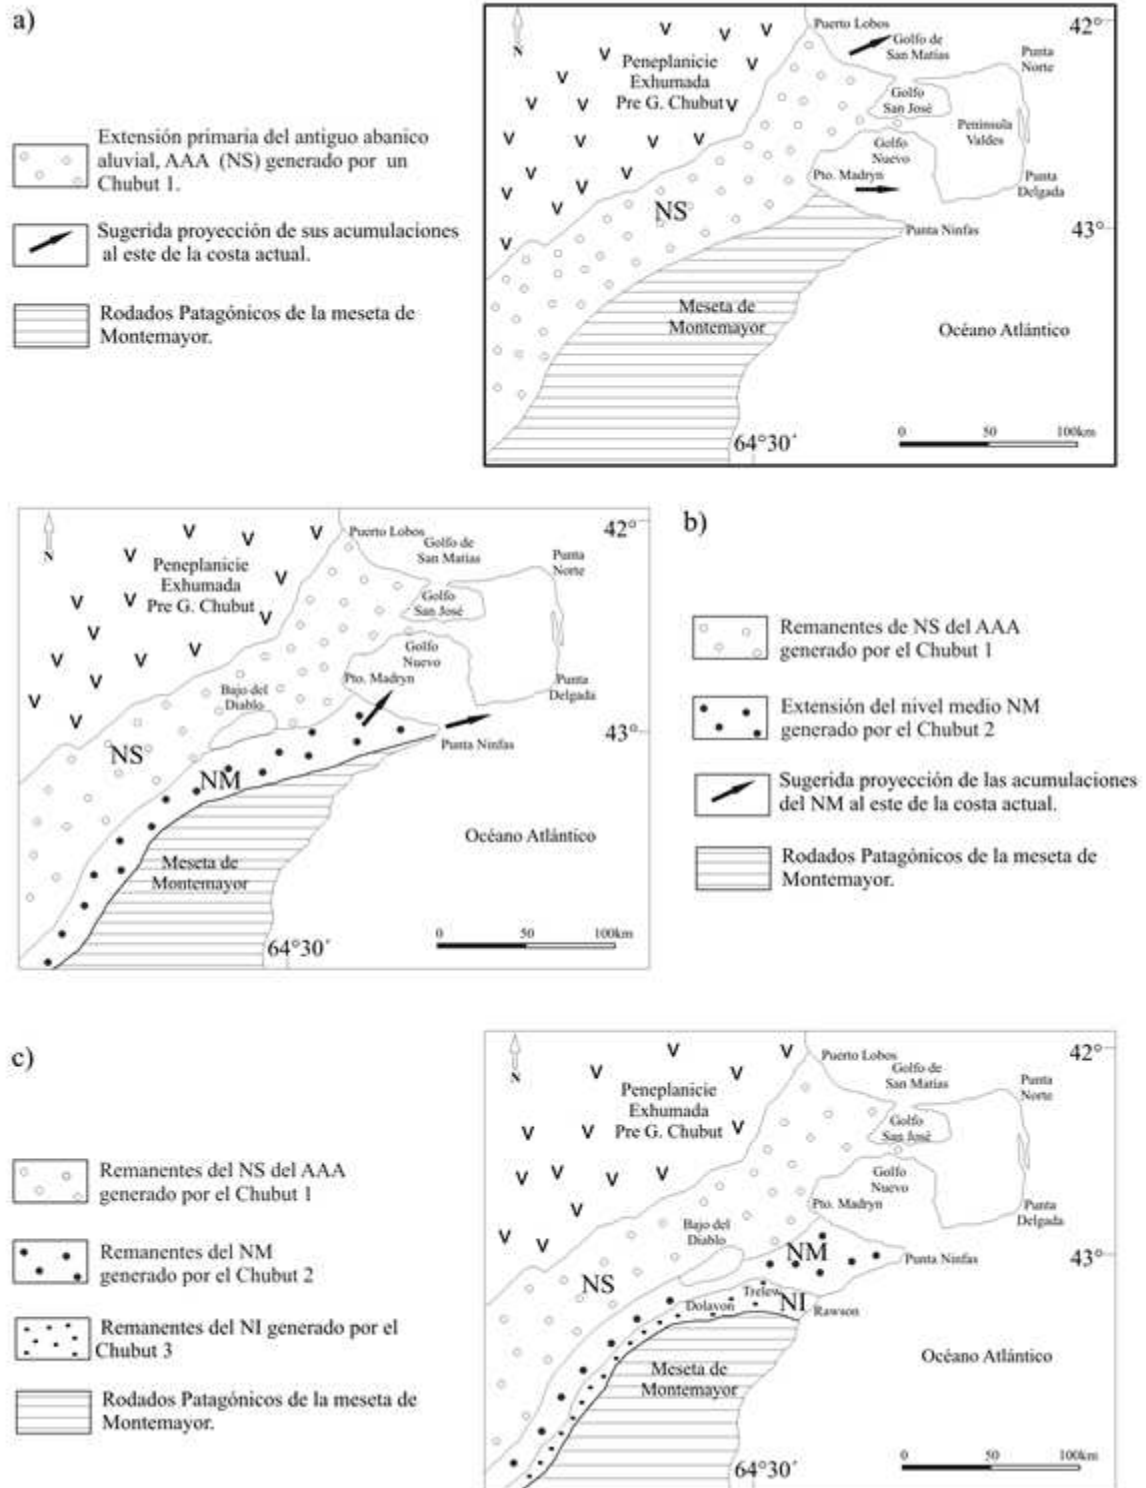 a)
Extensión primaria del antiguo abanico
aluvial, AAA (NS) generado por un
Chubut 1.
Sugerida proyección de sus acumulaciones
al este de la costa actual.
Rodados Patagónicos de la meseta de
Montemayor.
N
Peneplanicie
Exhumada
Pre G. Chubut
Puerto Lobos
42°
Golfo de
San Matías
Punta
Norte
Golfo
San José
Península
Valdes
Golfo
Nuevo
Pto. Madryn
Punta
Delgada
NS
43°
Punta Ninfas
Meseta de
Montemayor
Océano Atlántico
64°30´
0 50 100km
b)
N
Peneplanicie
Exhumada
Pre G. Chubut
Puerto Lobos
42°
Golfo de
San Matías
Punta
Norte
Golfo
San José
Golfo
Nuevo
Pto. Madryn
Punta
Delgada
Bajo del
Diablo
NS
43°
Punta Ninfas
NM
Océano Atlántico
Meseta de
Montemayor
64°30´
0 50 100km
Remanentes de NS del AAA
generado por el Chubut 1
Extensión del nivel medio NM
generado por el Chubut 2
Sugerida proyección de las acumulaciones
del NM al este de la costa actual.
Rodados Patagónicos de la meseta de
Montemayor.
c)
Remanentes del NS del AAA
generado por el Chubut 1
Remanentes del NM
generado por el Chubut 2
Remanentes del NI generado por el
Chubut 3
Rodados Patagónicos de la meseta de
Montemayor.
N
Peneplanicie
Exhumada
Pre G. Chubut
Puerto Lobos
42°
Golfo de
San Matías
Punta
Norte
Golfo
San José
Golfo
Nuevo
Pto. Madryn
Punta
Delgada
Bajo del
Diablo
NM
43°
Punta Ninfas
NS
Trelew
NI
Dolavon
Rawson
Océano Atlántico
Meseta de
Montemayor
64°30´
0 50 100km